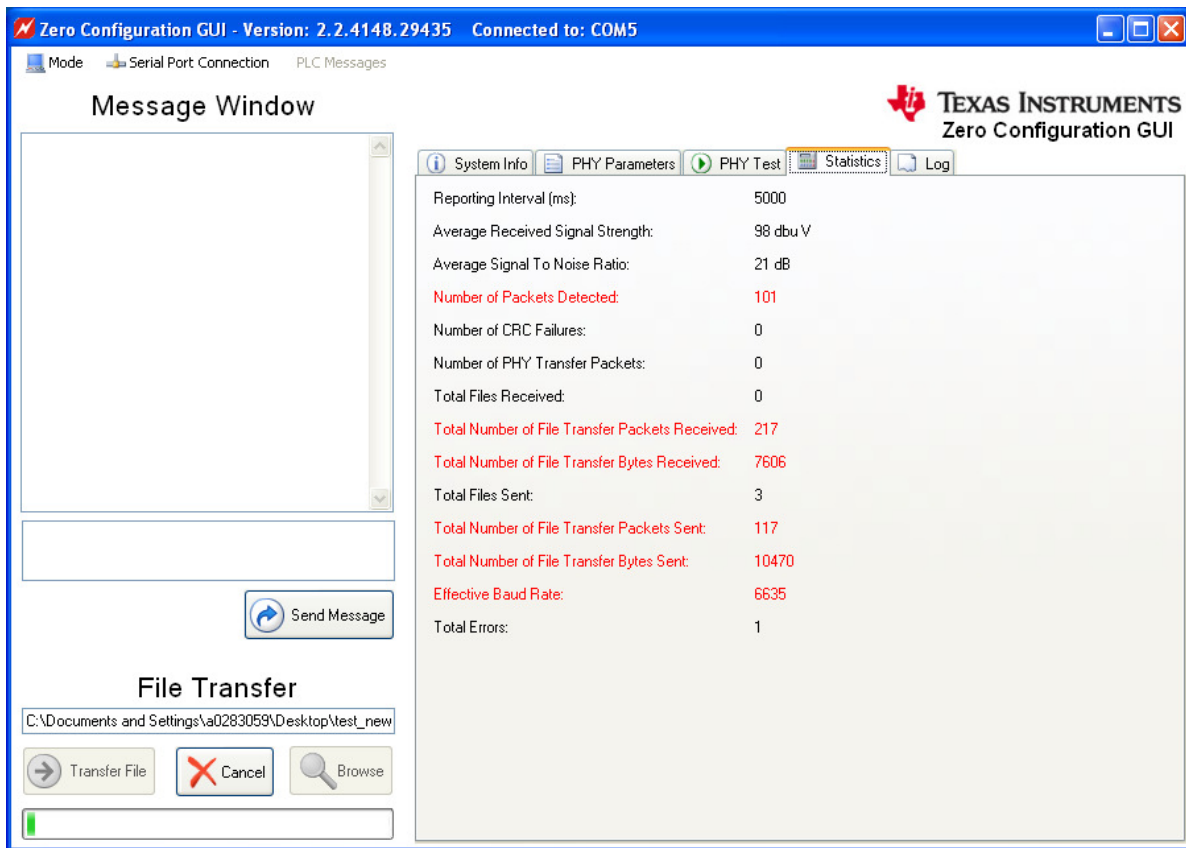 Zero Configuration GUI - Version: 2.2.4148.29435 Connected to: COM5
Mode Serial Port Connection PLC Messages
Message Window
TEXAS INSTRUMENTS
Zero Configuration GUI
System Info PHY Parameters PHY Test Statistics Log
Reporting Interval (ms): 5000
Average Received Signal Strength: 98 dbu V
Average Signal To Noise Ratio: 21 dB
Number of Packets Detected: 101
Number of CRC Failures: 0
Number of PHY Transfer Packets: 0
Total Files Received: 0
Total Number of File Transfer Packets Received: 217
Total Number of File Transfer Bytes Received: 7606
Total Files Sent: 3
Total Number of File Transfer Packets Sent: 117
Total Number of File Transfer Bytes Sent: 10470
Effective Baud Rate: 6635
Total Errors: 1
Send Message
File Transfer
C:\Documents and Settings\a0283059\Desktop\test_new
Transfer File Cancel Browse